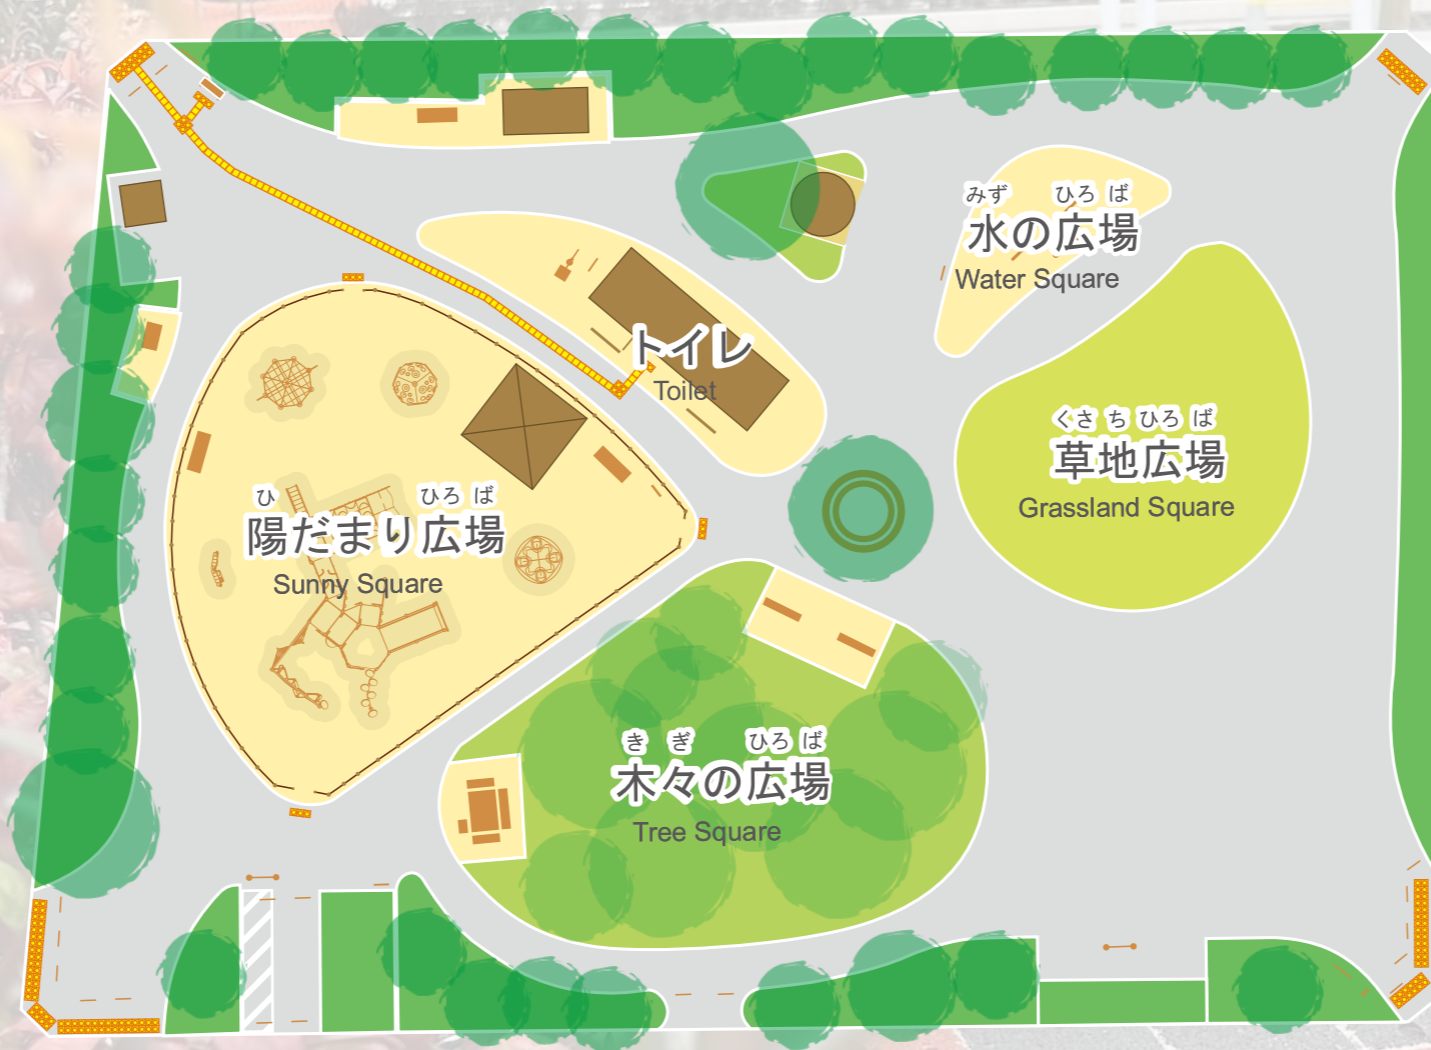 みず ひろ ば
水の広場
Water Square
トイレ
Toilet
くさ ち ひろ ば
草地広場
Grassland Square
ひ ひろ ば
陽だまり広場
Sunny Square
き ぎ ひろ ば
木々の広場
Tree Square